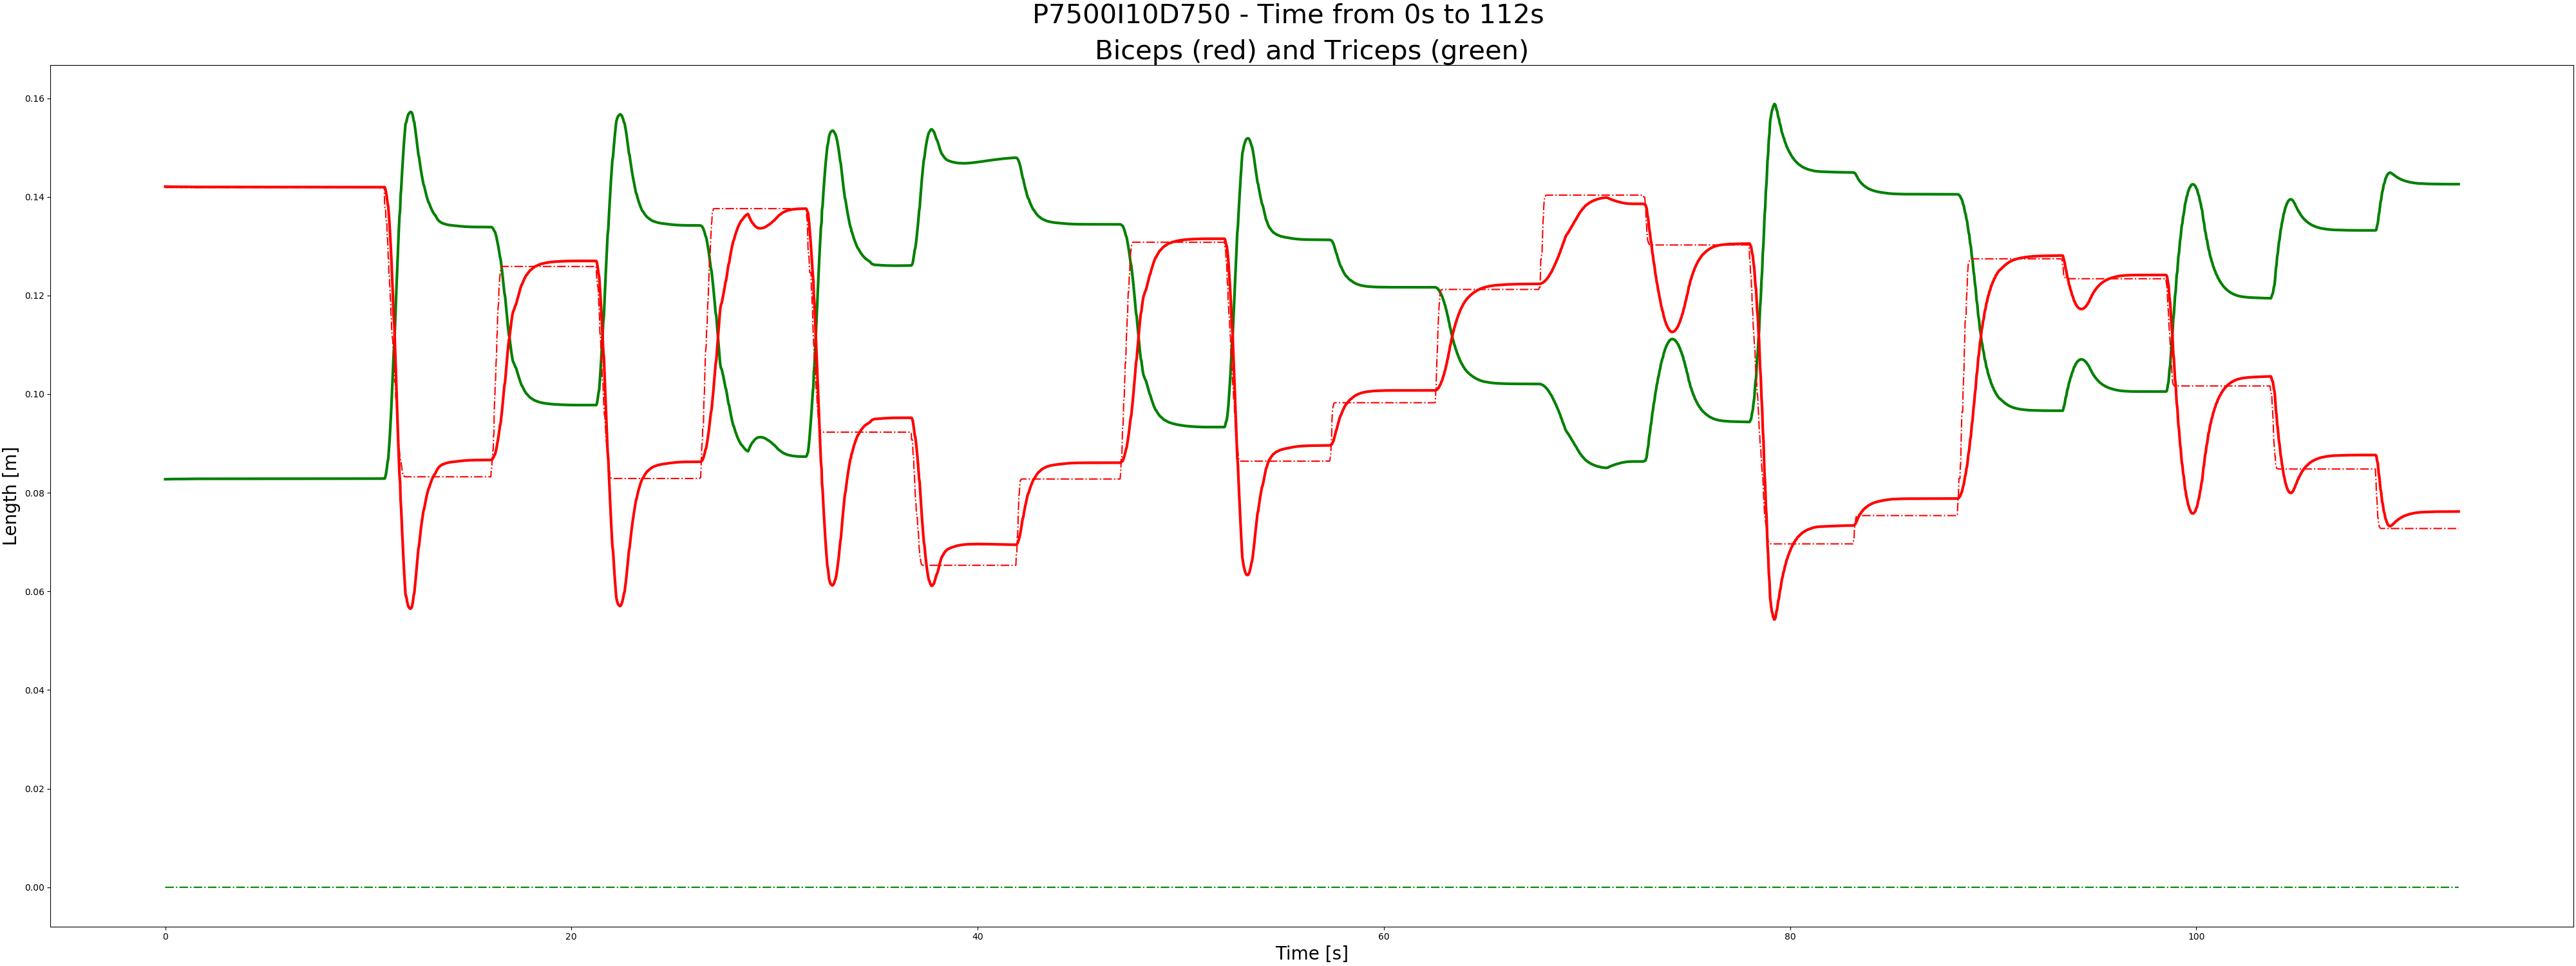 P7500I10D750 - Time from 0s to 112s
Biceps (red) and Triceps (green)
0.16
0.14
0.12
0.10
0.08
0.06
0.04
0.02
0.00
Length [m]
0 20 40 60 80 100
Time [s]